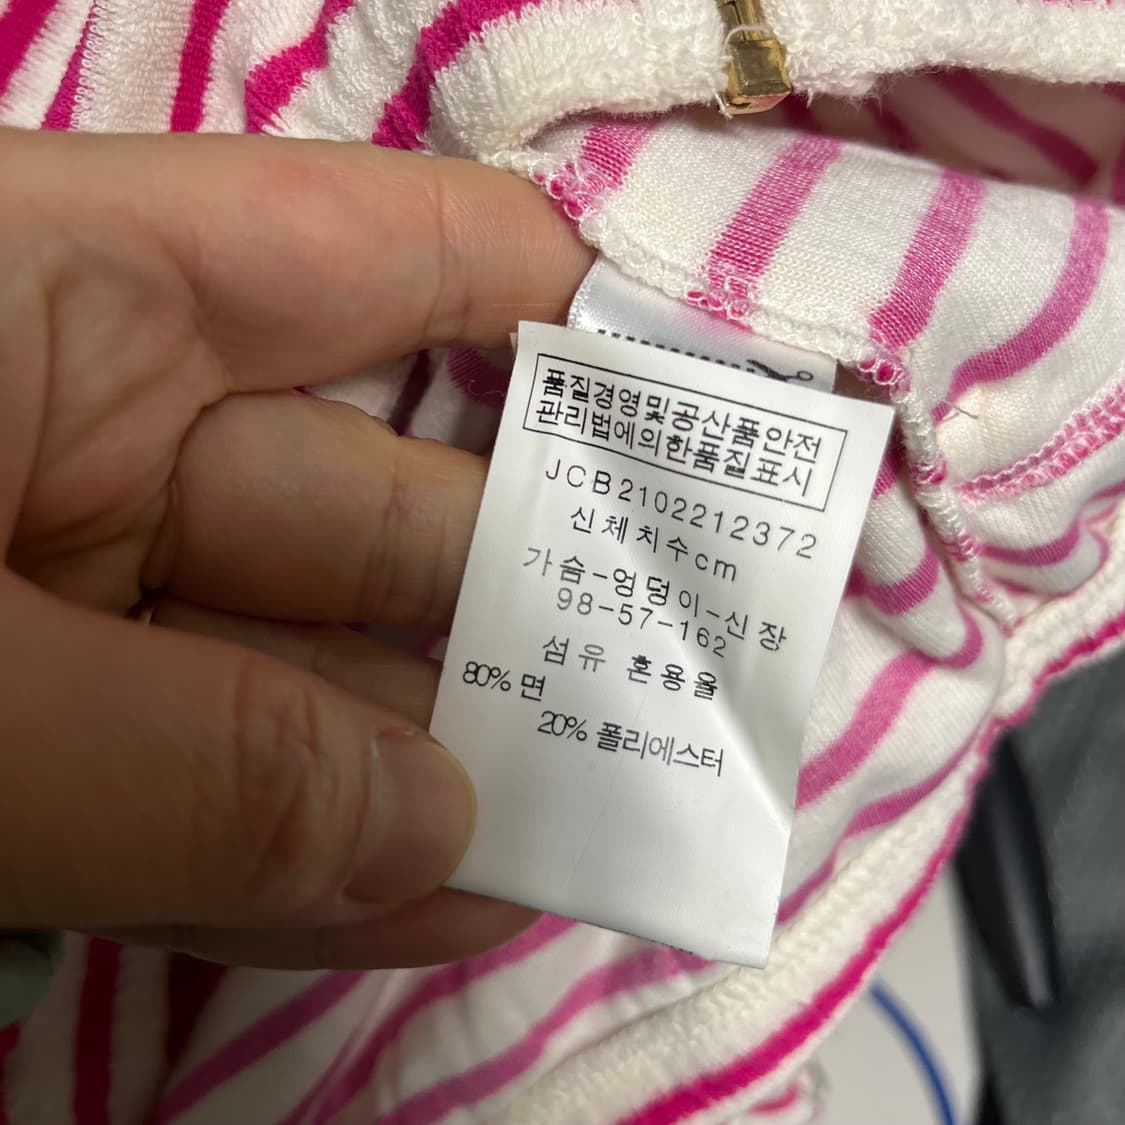 품질경영및공산품안전
관리법에의한품질표시
JCB2102212372
신체치수cm
가슴-엉덩이-신장
98-57-162
섬유 혼용율
80% 면
20% 폴리에스터